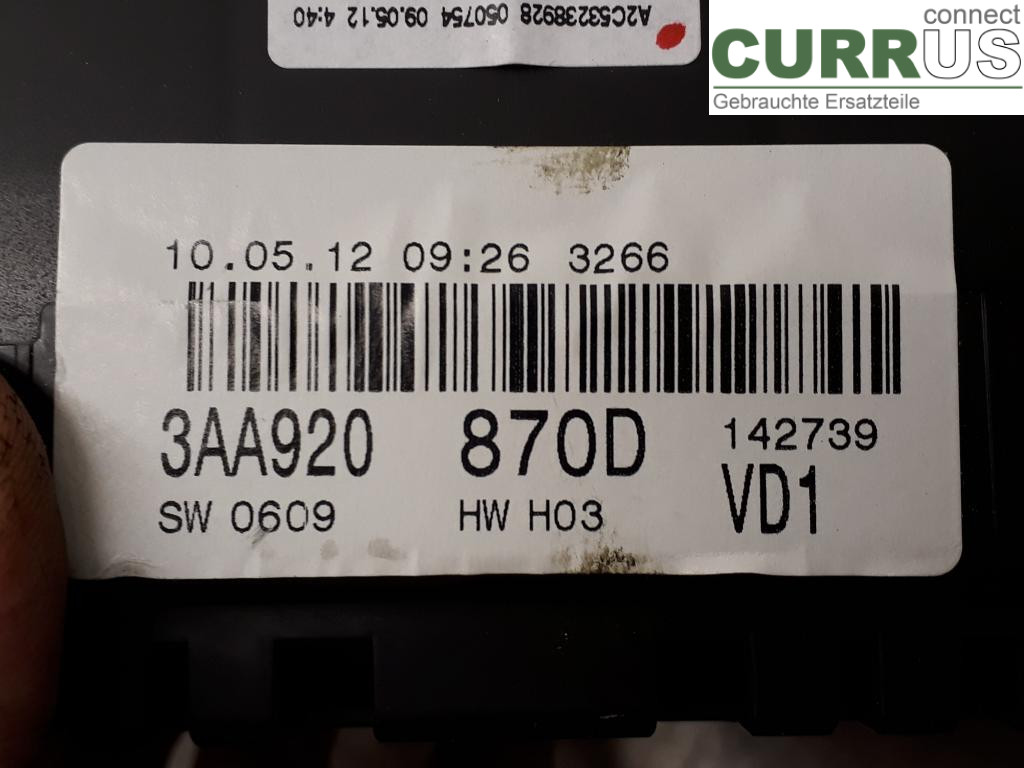 A2C53238928 050754 09.05.12 4:40
connect
CURRUS
Gebrauchte Ersatzteile
10.05.12 09:26 3266
3AA920 870D 142739
SW 0609 HW H03 VD1